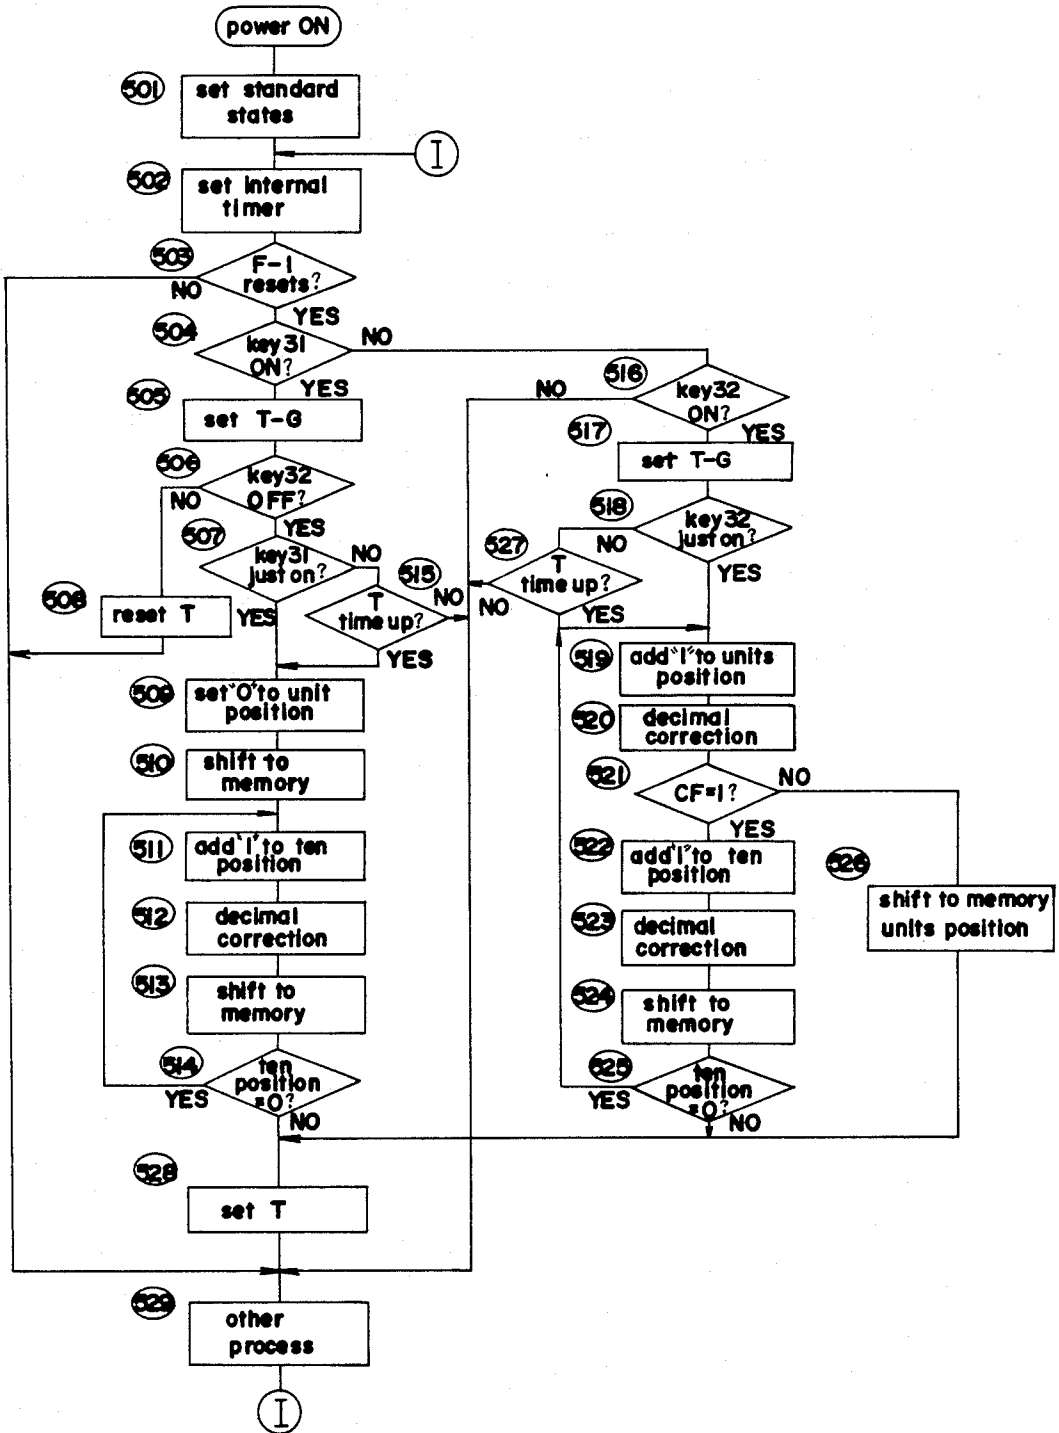 power ON
501
set standard
states
I
502
set internal
timer
503
F-1
resets?
NO
YES
504
key31
ON?
NO
YES
505
set T-G
506
key32
OFF?
NO
YES
507
key31
just on?
NO
YES
508
reset T
515
T
time up?
NO
YES
509
set "0" to unit
position
510
shift to
memory
511
add "1" to ten
position
512
decimal
correction
513
shift to
memory
514
ten
position
=0?
YES
NO
516
key32
ON?
NO
YES
517
set T-G
518
key32
just on?
NO
YES
527
T
time up?
NO
YES
519
add "1" to units
position
520
decimal
correction
521
CF=1?
NO
YES
522
add "1" to ten
position
523
decimal
correction
524
shift to
memory
525
ten
position
=0?
YES
NO
526
shift to memory
units position
528
set T
529
other
process
I